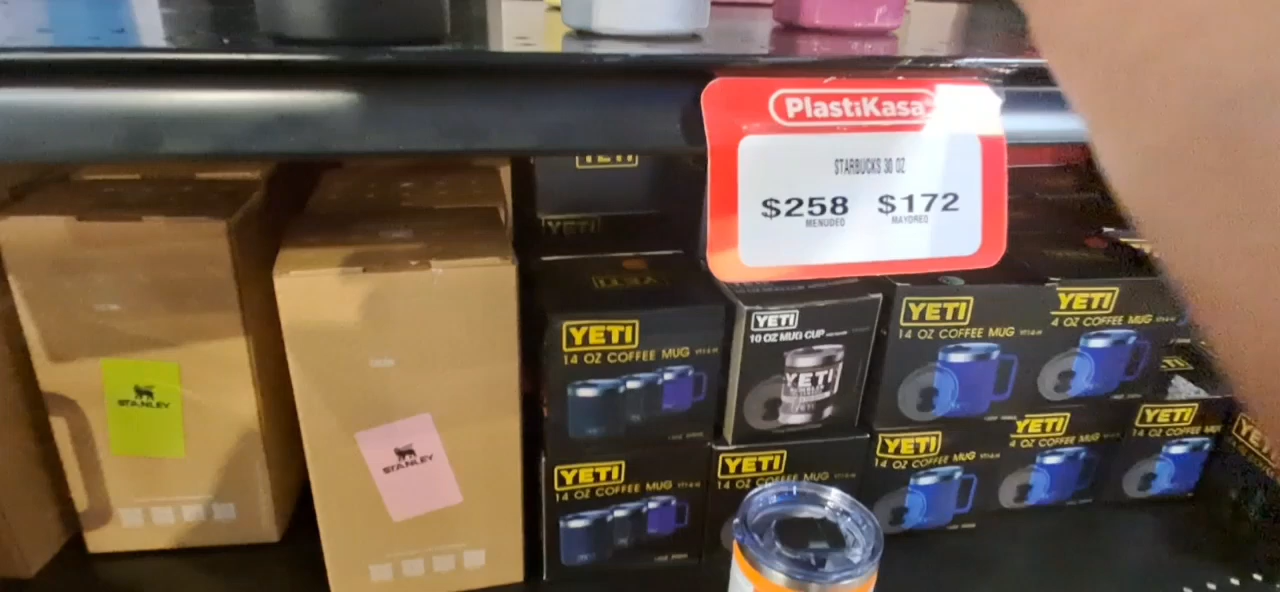 PlastiKasa
STARBUCKS 30 OZ
$258 $172
MENUDEO MAYOREO
YETI
YETI
YETI
YETI
14 OZ COFFEE MUG
YETI
10 OZ MUG CUP
YETI
YETI
14 OZ COFFEE MUG
YETI
4 OZ COFFEE MUG
STANLEY
STANLEY
YETI
14 OZ COFFEE MUG
YETI
14 OZ COFFEE MUG
YETI
14 OZ COFFEE MUG
YETI
4 OZ COFFEE MUG
YETI
14 OZ COFFEE MUG